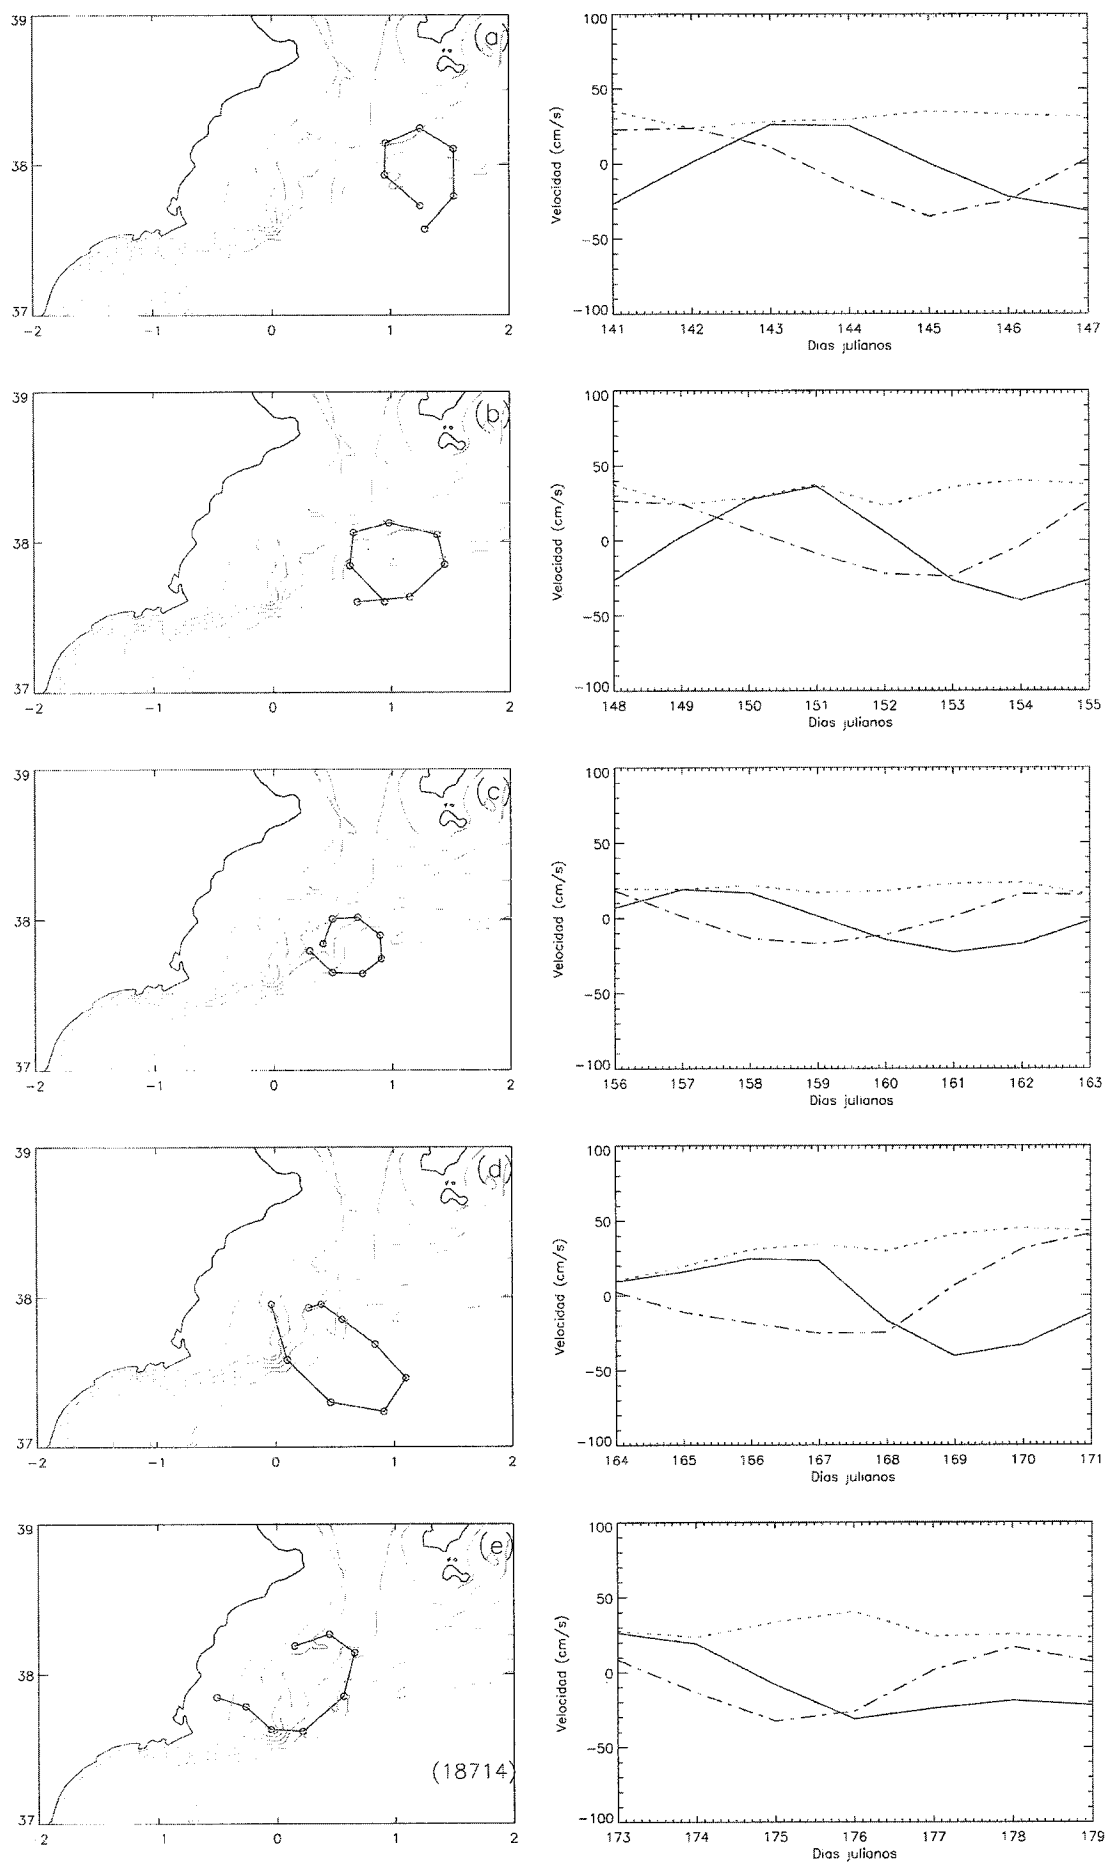 39
38
37
-2 -1 0 1 2
(a)
Velocidad (cm/s)
100
50
0
-50
-100
141 142 143 144 145 146 147
Dias julianos
39
38
37
-2 -1 0 1 2
(b)
Velocidad (cm/s)
100
50
0
-50
-100
148 149 150 151 152 153 154 155
Dias julianos
39
38
37
-2 -1 0 1 2
(c)
Velocidad (cm/s)
100
50
0
-50
-100
156 157 158 159 160 161 162 163
Dias julianos
39
38
37
-2 -1 0 1 2
(d)
Velocidad (cm/s)
100
50
0
-50
-100
164 165 166 167 168 169 170 171
Dias julianos
39
38
37
-2 -1 0 1 2
(e)
(18714)
Velocidad (cm/s)
100
50
0
-50
-100
173 174 175 176 177 178 179
Dias julianos